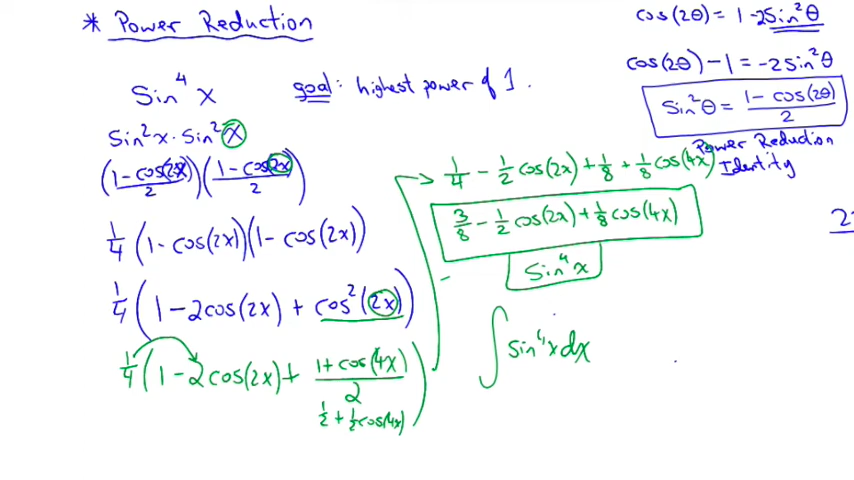 * Power Reduction
Sin⁴ x
goal: highest power of 1.
Sin²x · Sin² x
(1-cos(2x)/2)(1-cos(2x)/2)
1/4 (1-cos(2x))(1-cos(2x))
1/4 (1-2cos(2x) + cos²(2x))
1/4 (1-2cos(2x) + 1+cos(4x)/2)
1/2 + 1/2 cos(4x)
1/4 - 1/2 cos(2x) + 1/8 + 1/8 cos(4x)
3/8 - 1/2 cos(2x) + 1/8 cos(4x)
Sin⁴x
∫ sin⁴x dx
cos(2θ) = 1-2Sin²θ
cos(2θ) - 1 = -2 sin²θ
Sin²θ = 1-cos(2θ)/2
Power Reduction
Identity